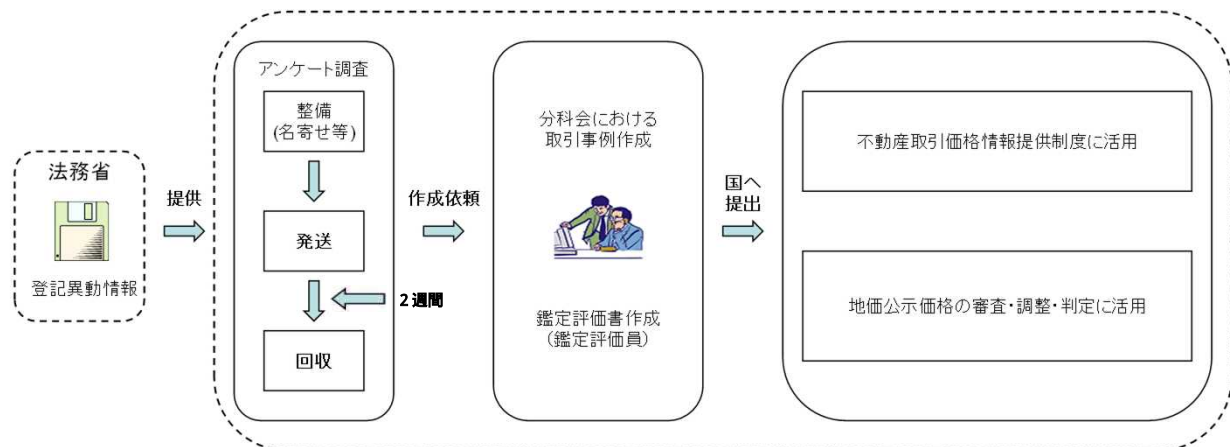 法務省
登記異動情報
提供
アンケート調査
整備
(名寄せ等)
発送
2週間
回収
作成依頼
分科会における
取引事例作成
鑑定評価書作成
(鑑定評価員)
国へ
提出
不動産取引価格情報提供制度に活用
地価公示価格の審査・調整・判定に活用